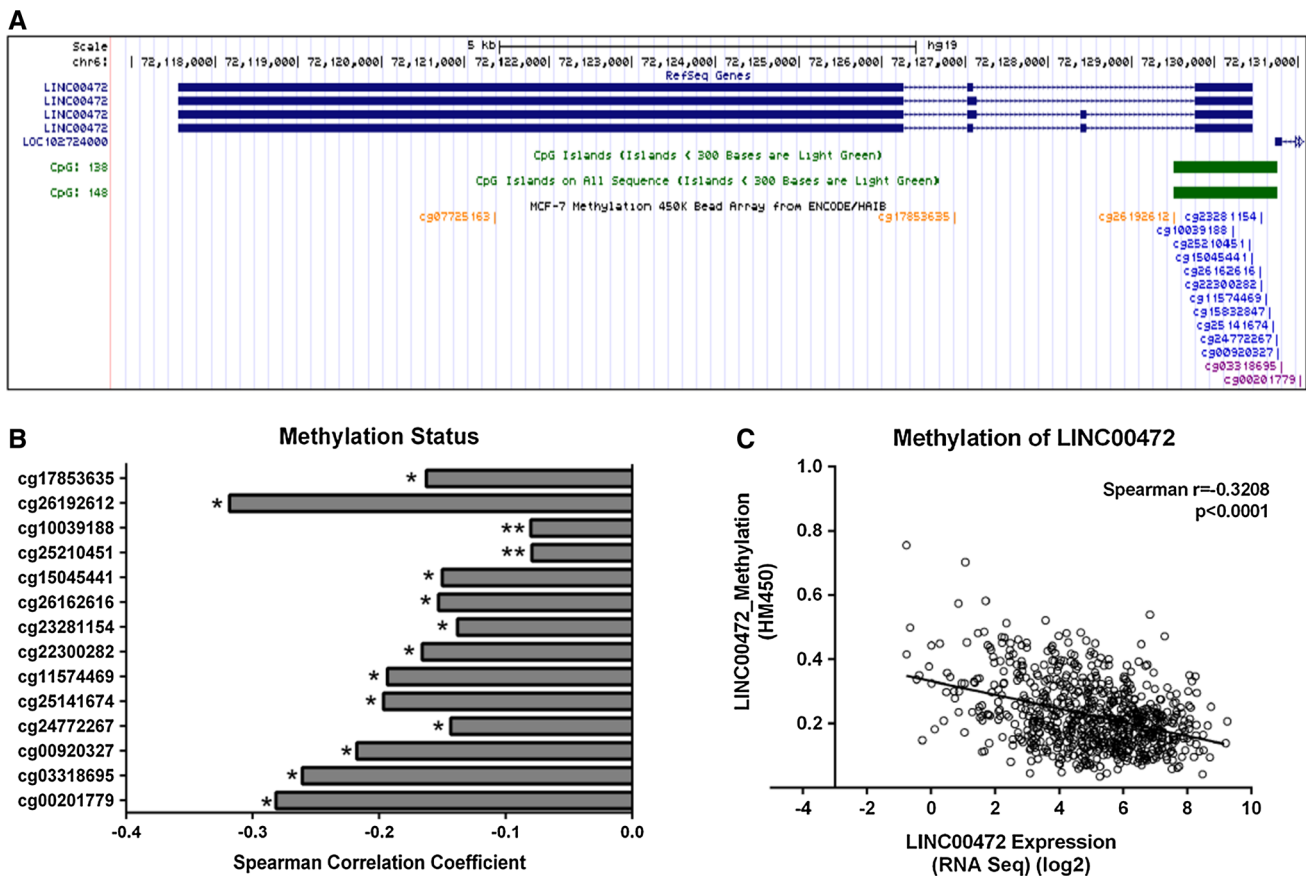 A
Scale 5 kb hg19
chr6: 72,118,000 72,119,000 72,120,000 72,121,000 72,122,000 72,123,000 72,124,000 72,125,000 72,126,000 72,127,000 72,128,000 72,129,000 72,130,000 72,131,000
RefSeq Genes
LINC00472
LINC00472
LINC00472
LINC00472
LOC102724000
CpG Islands (Islands < 300 Bases are Light Green)
CpG: 138
CpG Islands on All Sequence (Islands < 300 Bases are Light Green)
CpG: 148
MCF-7 Methylation 450K Bead Array from ENCODE/HAIB
cg07725163 cg17853635 cg26192612 cg23281154
cg10039188
cg25210451
cg15045441
cg26162616
cg22300282
cg11574469
cg15832847
cg25141674
cg24772267
cg00920327
cg03318695
cg00201779
B
Methylation Status
cg17853635 *
cg26192612 *
cg10039188 **
cg25210451 **
cg15045441 *
cg26162616 *
cg23281154 *
cg22300282 *
cg11574469 *
cg25141674 *
cg24772267 *
cg00920327 *
cg03318695 *
cg00201779 *
-0.4 -0.3 -0.2 -0.1 0.0
Spearman Correlation Coefficient
C
Methylation of LINC00472
Spearman r=-0.3208
p<0.0001
LINC00472_Methylation
(HM450)
1.0
0.8
0.6
0.4
0.2
-4 -2 0 2 4 6 8 10
LINC00472 Expression
(RNA Seq) (log2)